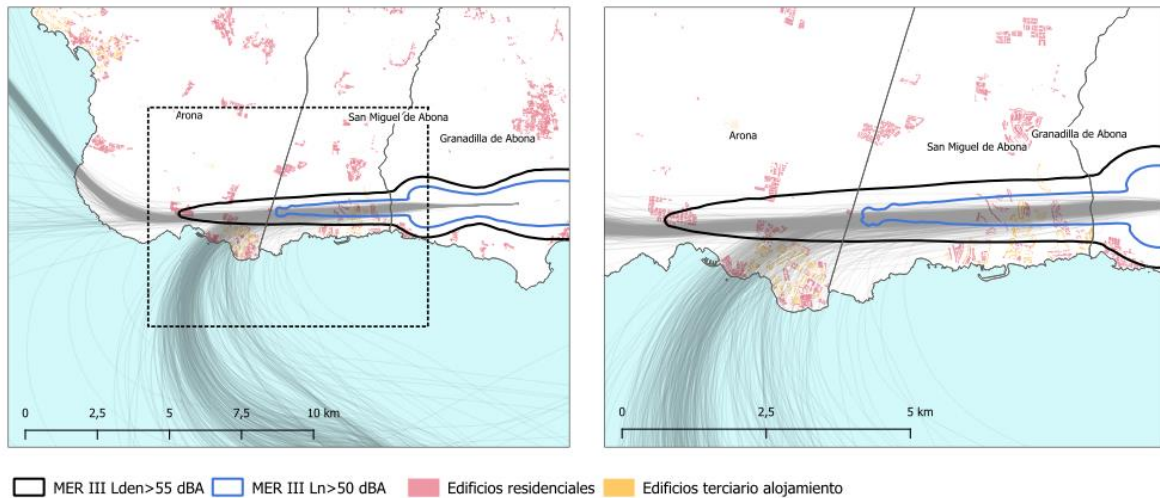 Arona
San Miguel de Abona
Granadilla de Abona
0 2,5 5 7,5 10 km
Arona
Granadilla de Abona
San Miguel de Abona
0 2,5 5 km
MER III Lden>55 dBA MER III Ln>50 dBA Edificios residenciales Edificios terciario alojamiento